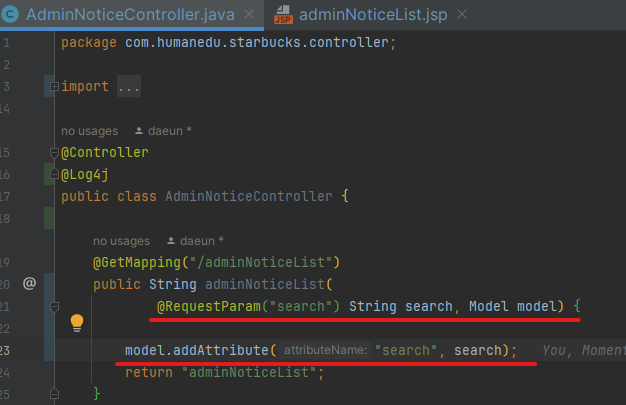 AdminNoticeController.java × adminNoticeList.jsp ×
1 package com.humanedu.starbucks.controller;
2
3 import ...
14
no usages daeun *
15 @Controller
16 @Log4j
17 public class AdminNoticeController {
18
no usages daeun *
19 @GetMapping("/adminNoticeList")
20 public String adminNoticeList(
21 @RequestParam("search") String search, Model model) {
22
23 model.addAttribute( attributeName: "search", search); You, Moment
24 return "adminNoticeList";
25 }